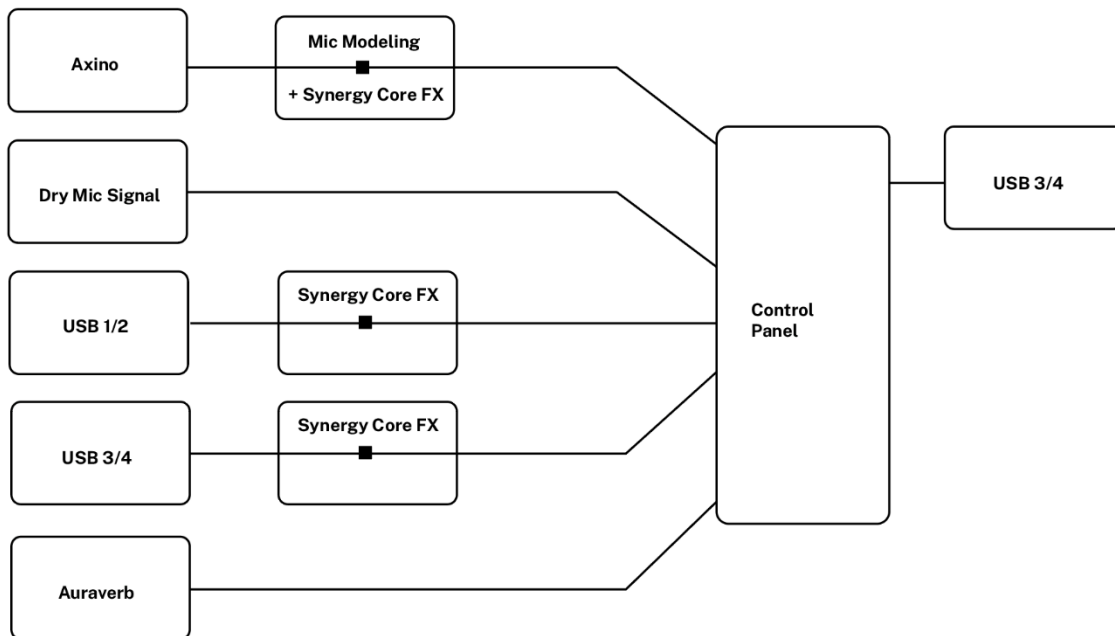 Axino
Mic Modeling
+ Synergy Core FX
Dry Mic Signal
USB 1/2
Synergy Core FX
USB 3/4
Synergy Core FX
Auraverb
Control
Panel
USB 3/4